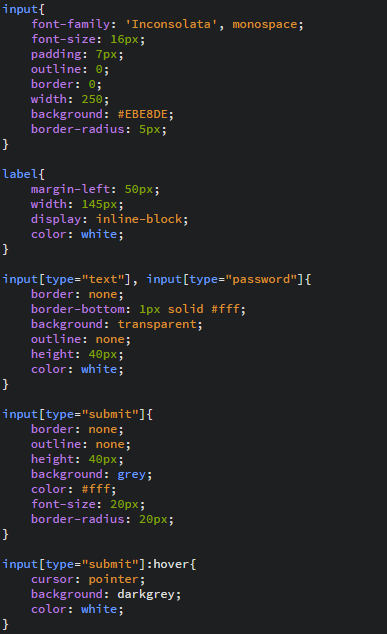 input{
    font-family: 'Inconsolata', monospace;
    font-size: 16px;
    padding: 7px;
    outline: 0;
    border: 0;
    width: 250;
    background: #EBE8DE;
    border-radius: 5px;
}

label{
    margin-left: 50px;
    width: 145px;
    display: inline-block;
    color: white;
}

input[type="text"], input[type="password"]{
    border: none;
    border-bottom: 1px solid #fff;
    background: transparent;
    outline: none;
    height: 40px;
    color: white;
}

input[type="submit"]{
    border: none;
    outline: none;
    height: 40px;
    background: grey;
    color: #fff;
    font-size: 20px;
    border-radius: 20px;
}

input[type="submit"]:hover{
    cursor: pointer;
    background: darkgrey;
    color: white;
}